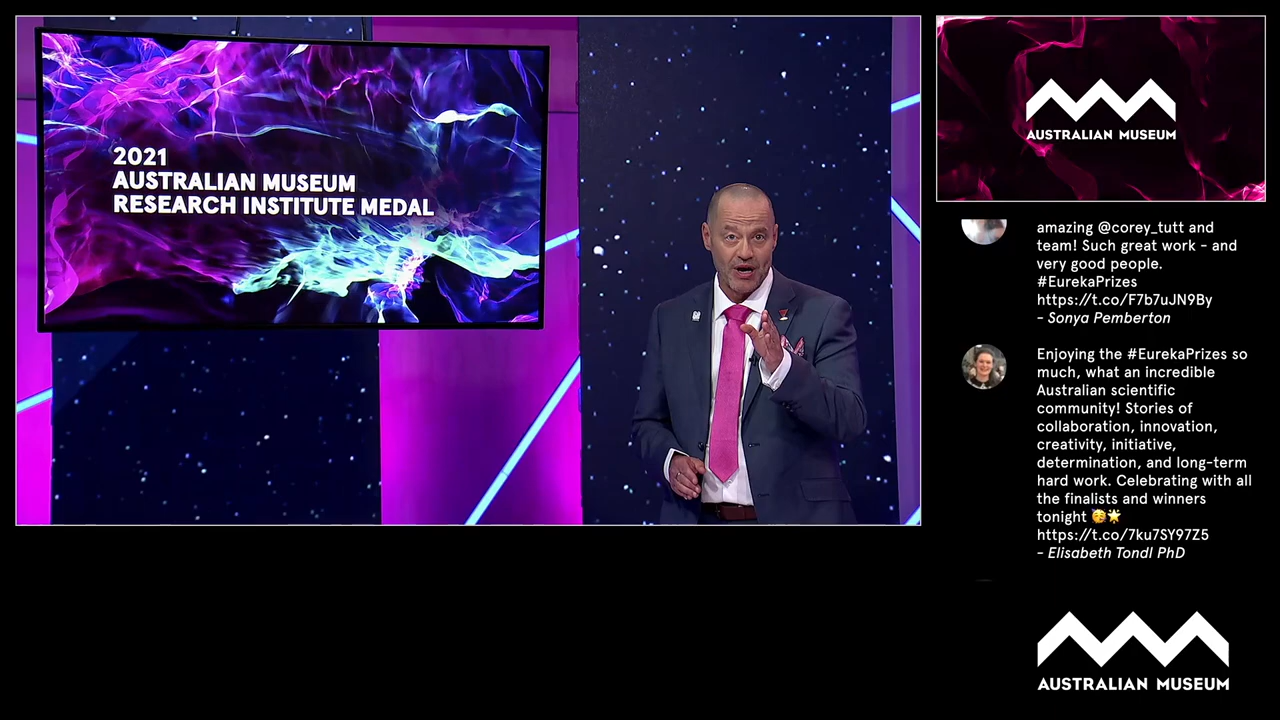 2021
AUSTRALIAN MUSEUM
RESEARCH INSTITUTE MEDAL
AUSTRALIAN MUSEUM
amazing @corey_tutt and
team! Such great work - and
very good people.
#EurekaPrizes
https://t.co/F7b7uJN9By
- Sonya Pemberton
Enjoying the #EurekaPrizes so
much, what an incredible
Australian scientific
community! Stories of
collaboration, innovation,
creativity, initiative,
determination, and long-term
hard work. Celebrating with all
the finalists and winners
tonight 🥳🌟
https://t.co/7ku7SY97Z5
- Elisabeth Tondl PhD
AUSTRALIAN MUSEUM